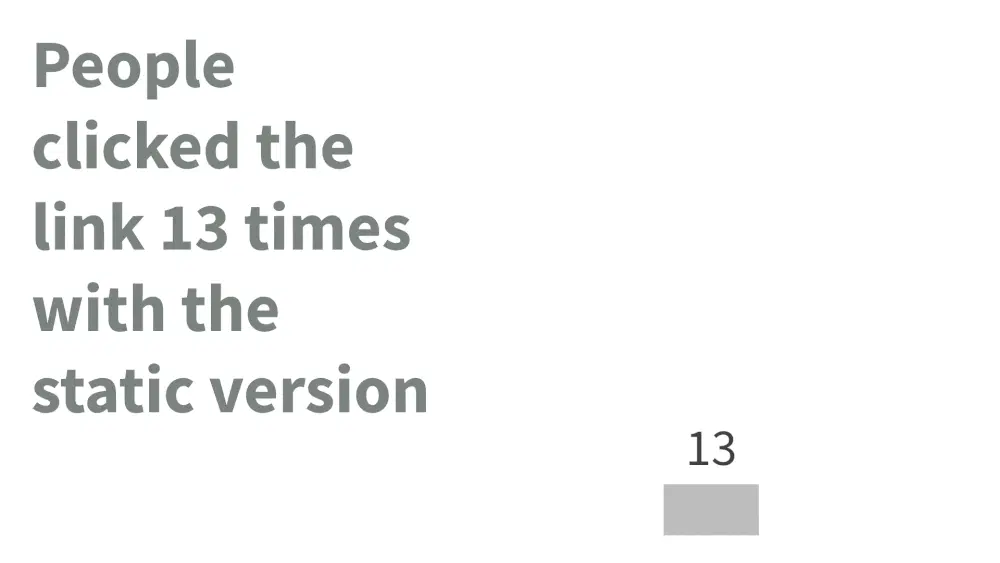 People
clicked the
link 13 times
with the
static version
13